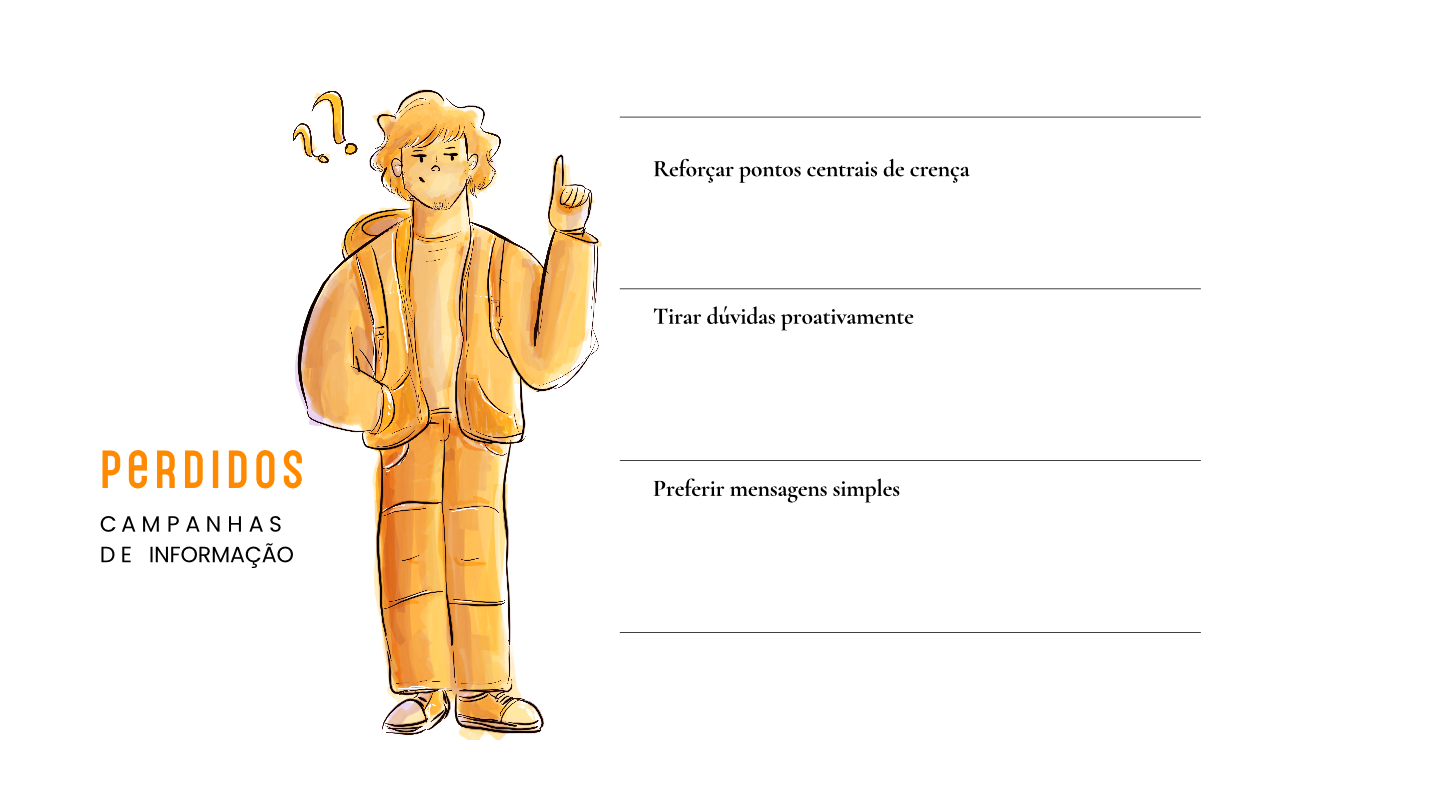 Reforçar pontos centrais de crença
Tirar dúvidas proativamente
Preferir mensagens simples
PeRDIDOS
CAMPANHAS
DE INFORMAÇÃO